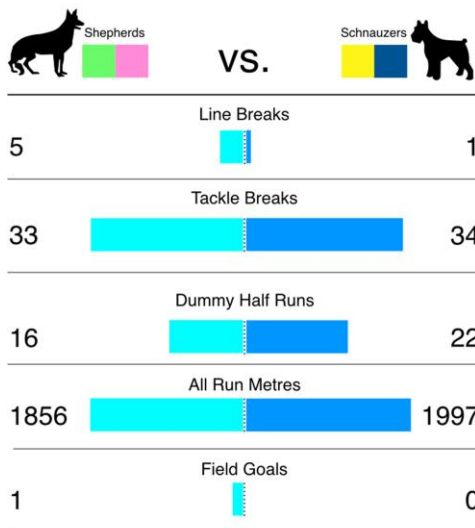 Shepherds
vs.
Schnauzers
Line Breaks
5 1
Tackle Breaks
33 34
Dummy Half Runs
16 22
All Run Metres
1856 1997
Field Goals
1 0